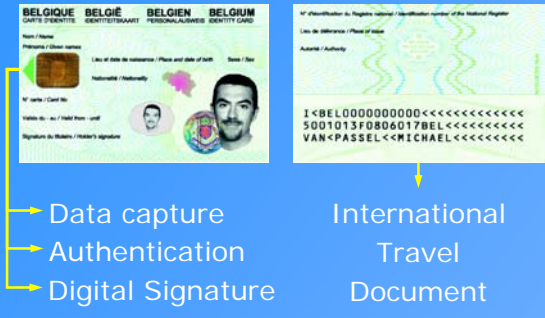 BELGIQUE BELGIË BELGIEN BELGIUM
CARTE D'IDENTITE IDENTITEITSKAART PERSONALAUSWEIS IDENTITY CARD
Nom / Name
Prénoms / Given names
Lieu et date de naissance / Place and date of birth Sexe / Sex
Nationalité / Nationality
N° carte / Card No
Valide du - au / Valid from - until
Signature du titulaire / Holder's signature
N° d'identification du Registre national / Identification number of the National Register
Lieu de délivrance / Place of issue
Autorité / Authority
I<BEL0000000000<<<<<<<<<<<<<<<
5001013F0806017BEL<<<<<<<<<<
VAN<PASSEL<<MICHAEL<<<<<<<<<
Data capture
Authentication
Digital Signature
International
Travel
Document